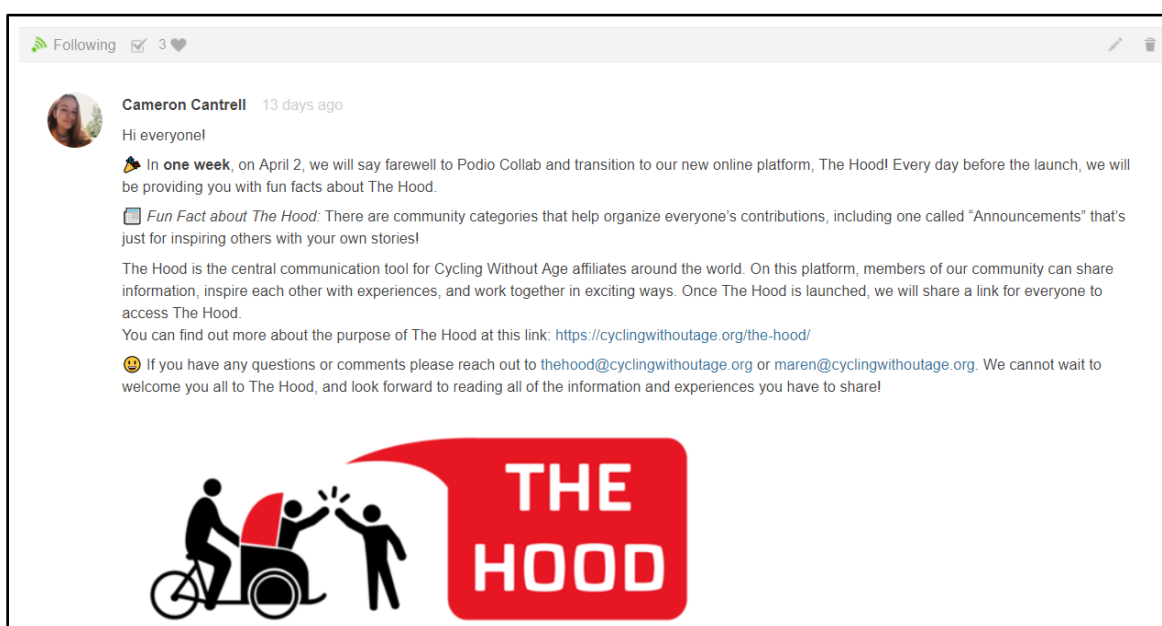 Following 3
Cameron Cantrell 13 days ago
Hi everyone!
In one week, on April 2, we will say farewell to Podio Collab and transition to our new online platform, The Hood! Every day before the launch, we will
be providing you with fun facts about The Hood.
Fun Fact about The Hood: There are community categories that help organize everyone’s contributions, including one called “Announcements” that’s
just for inspiring others with your own stories!
The Hood is the central communication tool for Cycling Without Age affiliates around the world. On this platform, members of our community can share
information, inspire each other with experiences, and work together in exciting ways. Once The Hood is launched, we will share a link for everyone to
access The Hood.
You can find out more about the purpose of The Hood at this link: https://cyclingwithoutage.org/the-hood/
If you have any questions or comments please reach out to thehood@cyclingwithoutage.org or maren@cyclingwithoutage.org. We cannot wait to
welcome you all to The Hood, and look forward to reading all of the information and experiences you have to share!
THE
HOOD